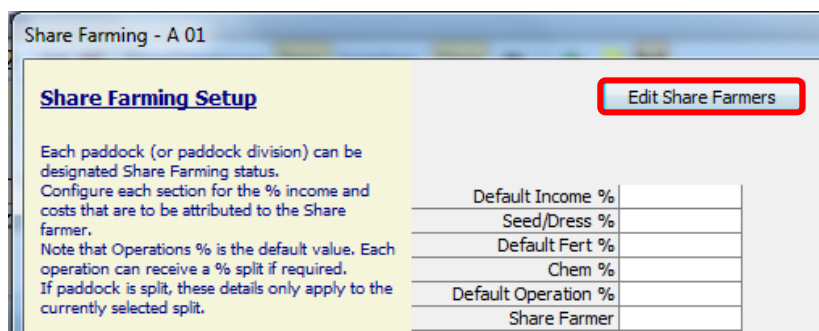 Share Farming - A 01
Share Farming Setup
Edit Share Farmers
Each paddock (or paddock division) can be
designated Share Farming status.
Configure each section for the % income and
costs that are to be attributed to the Share
farmer.
Note that Operations % is the default value. Each
operation can receive a % split if required.
If paddock is split, these details only apply to the
currently selected split.
Default Income %
Seed/Dress %
Default Fert %
Chem %
Default Operation %
Share Farmer